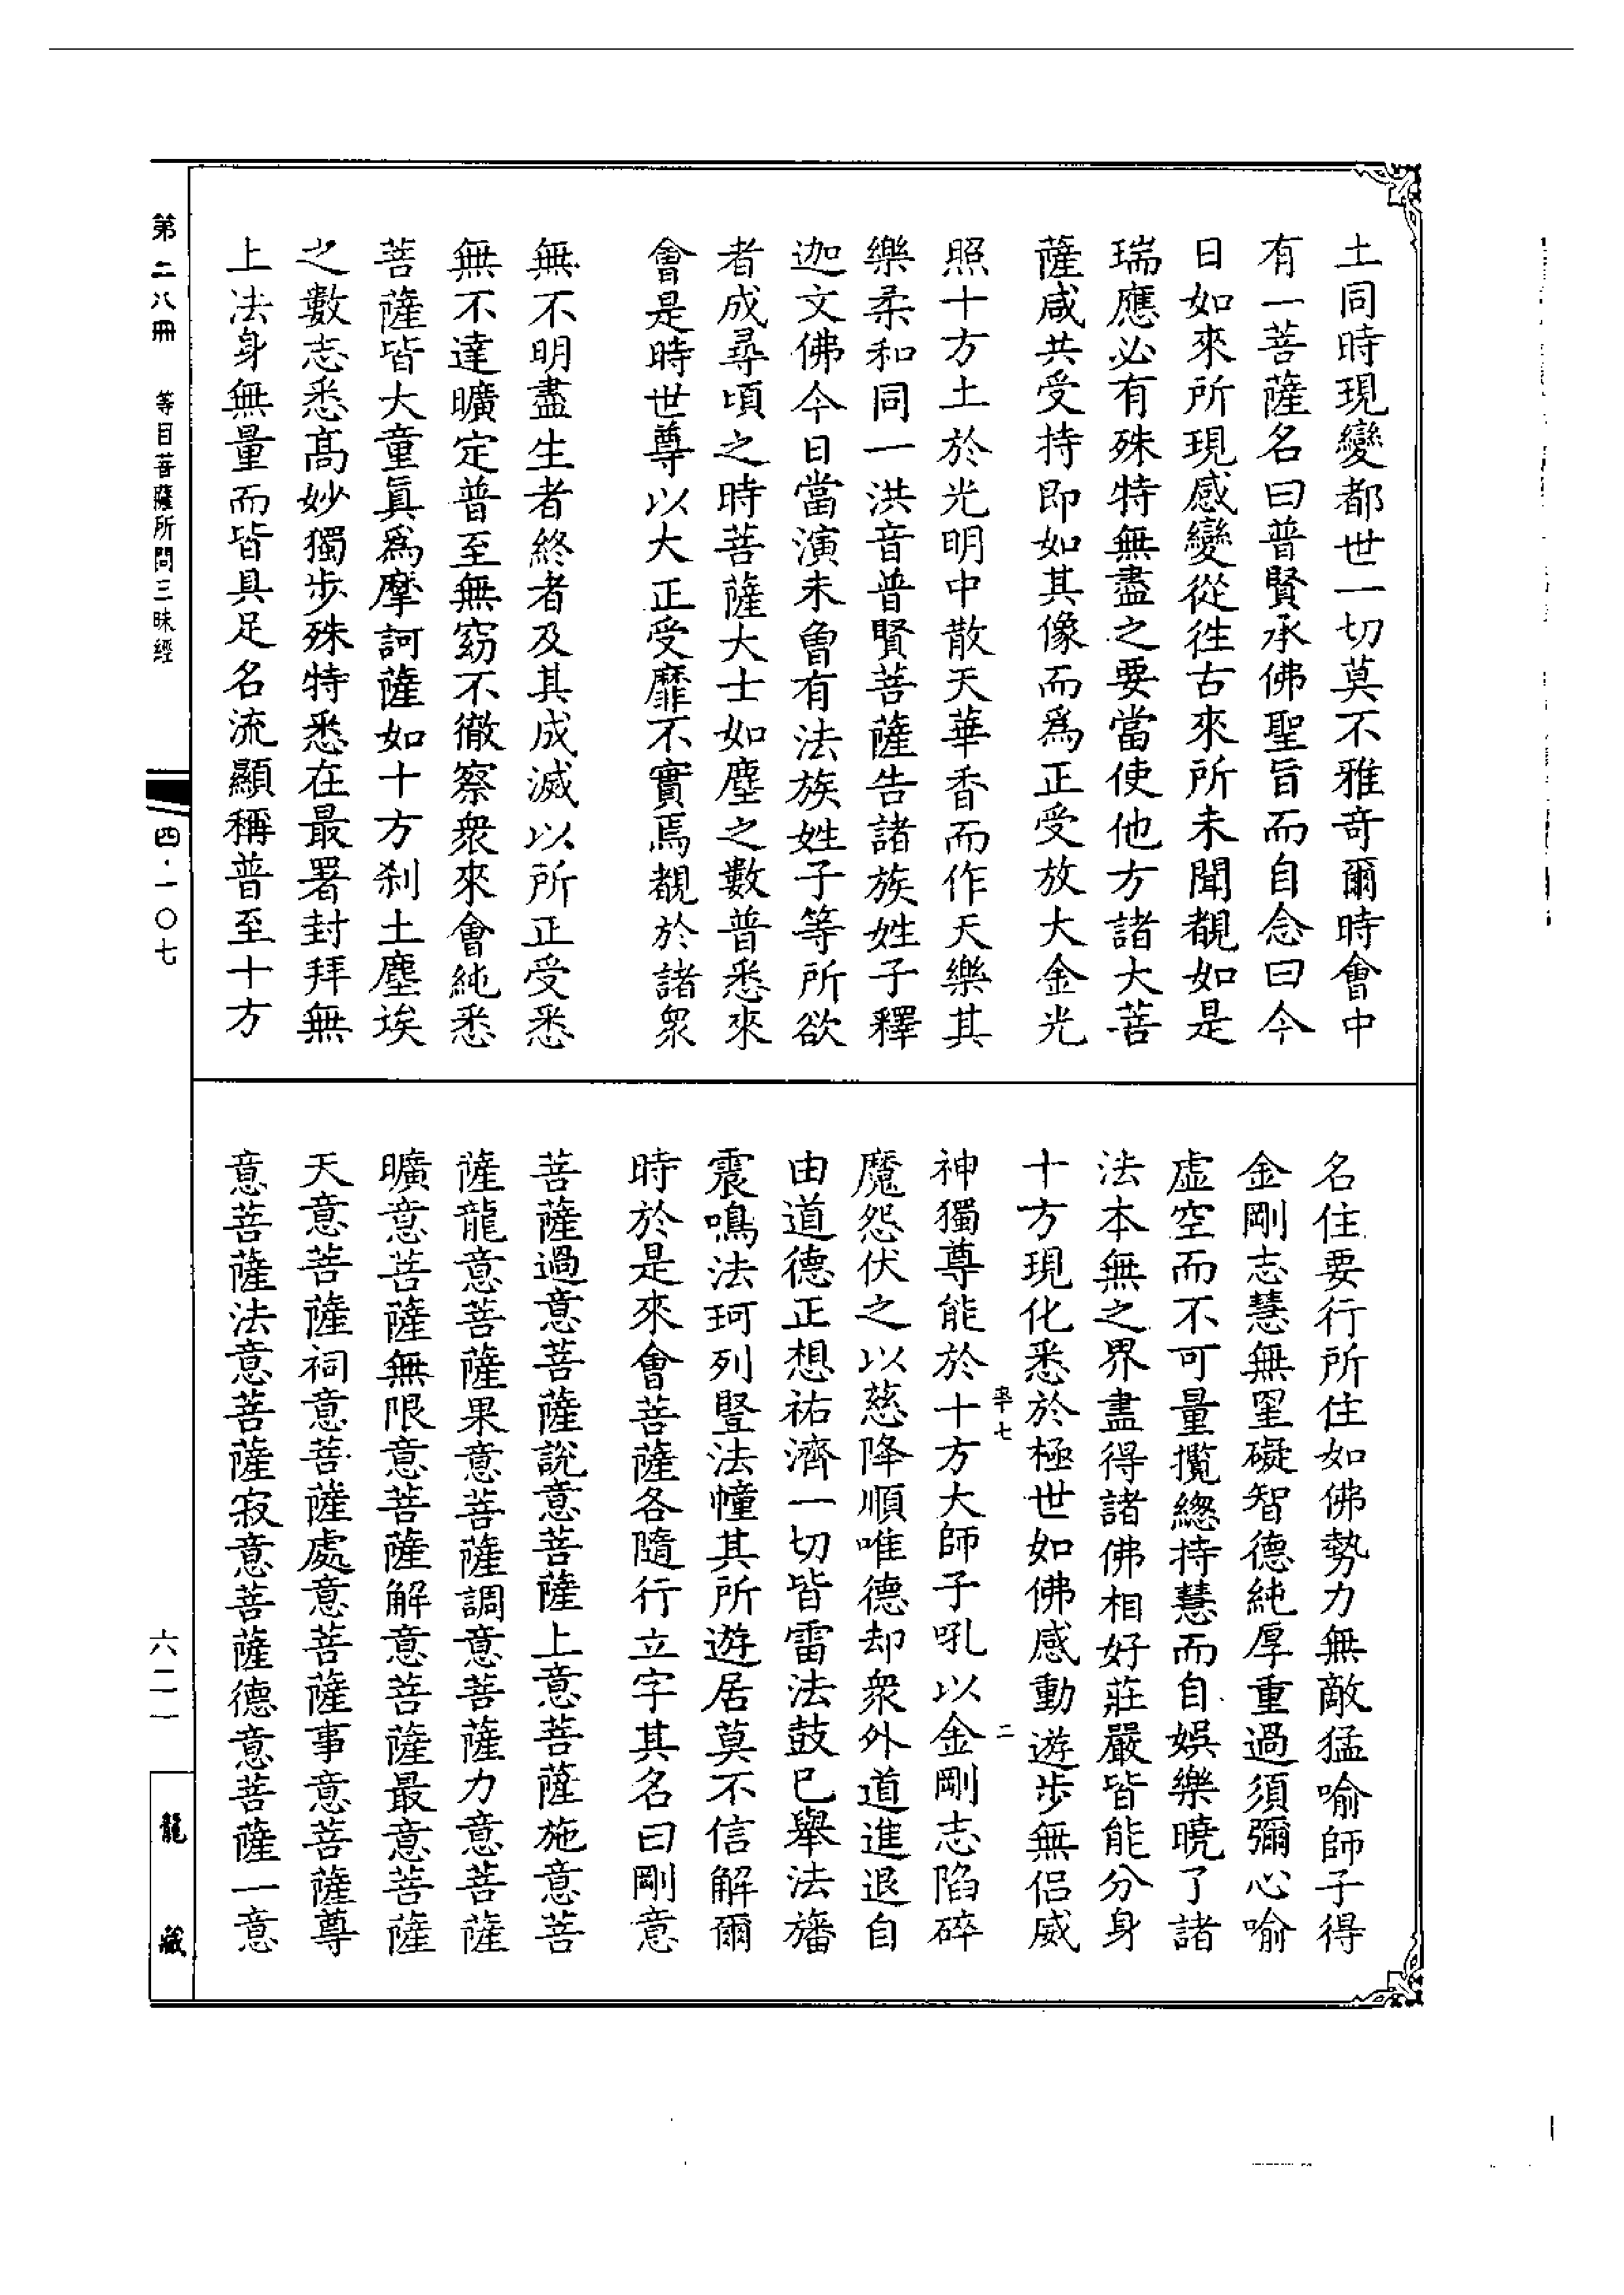 土同時現變都世一切莫不雅奇爾時會中
有一菩薩名曰普賢承佛聖旨而自念曰今
日如來所現感變從徃古來所未聞覩如是
瑞應必有殊特無盡之要當使他方諸大菩
薩咸共受持即如其像而爲正受放大金光
照十方土於光明中散天華香而作天樂其
樂柔和同一洪音普賢菩薩告諸族姓子釋
迦文佛今日當演未曾有法族姓子等所欲
者成尋頃之時菩薩大士如塵之數普悉來
會是時世尊以大正受靡不實焉覩於諸衆
無不明盡生者終者及其成滅以所正受悉
無不達曠定普至無窈不徹察衆來會純悉
菩薩皆大童眞爲摩訶薩如十方刹土塵埃
之數志悉高妙獨步殊特悉在最署封拜無
上法身無量而皆具足名流顯稱普至十方
名住要行所住如佛勢力無敵猛喻師子得
金剛志慧無罣礙智德純厚重過須彌心喻
虛空而不可量攬總持慧而自娛樂曉了諸
法本無之界盡得諸佛相好莊嚴皆能分身
十方現化悉於極世如佛感動遊步無侶威
率七 二
神獨尊能於十方大師子吼以金剛志陷碎
魔怨伏之以慈降順唯德却衆外道進退自
由道德正想祐濟一切皆雷法鼓已舉法旛
震鳴法珂列豎法幢其所遊居莫不信解爾
時於是來會菩薩各隨行立字其名曰剛意
菩薩過意菩薩說意菩薩上意菩薩施意菩
薩龍意菩薩果意菩薩調意菩薩力意菩薩
曠意菩薩無限意菩薩解意菩薩最意菩薩
天意菩薩祠意菩薩處意菩薩事意菩薩尊
意菩薩法意菩薩寂意菩薩德意菩薩一意
第二八冊 等目菩薩所問三昧經 四·一〇七 六二一 龍藏